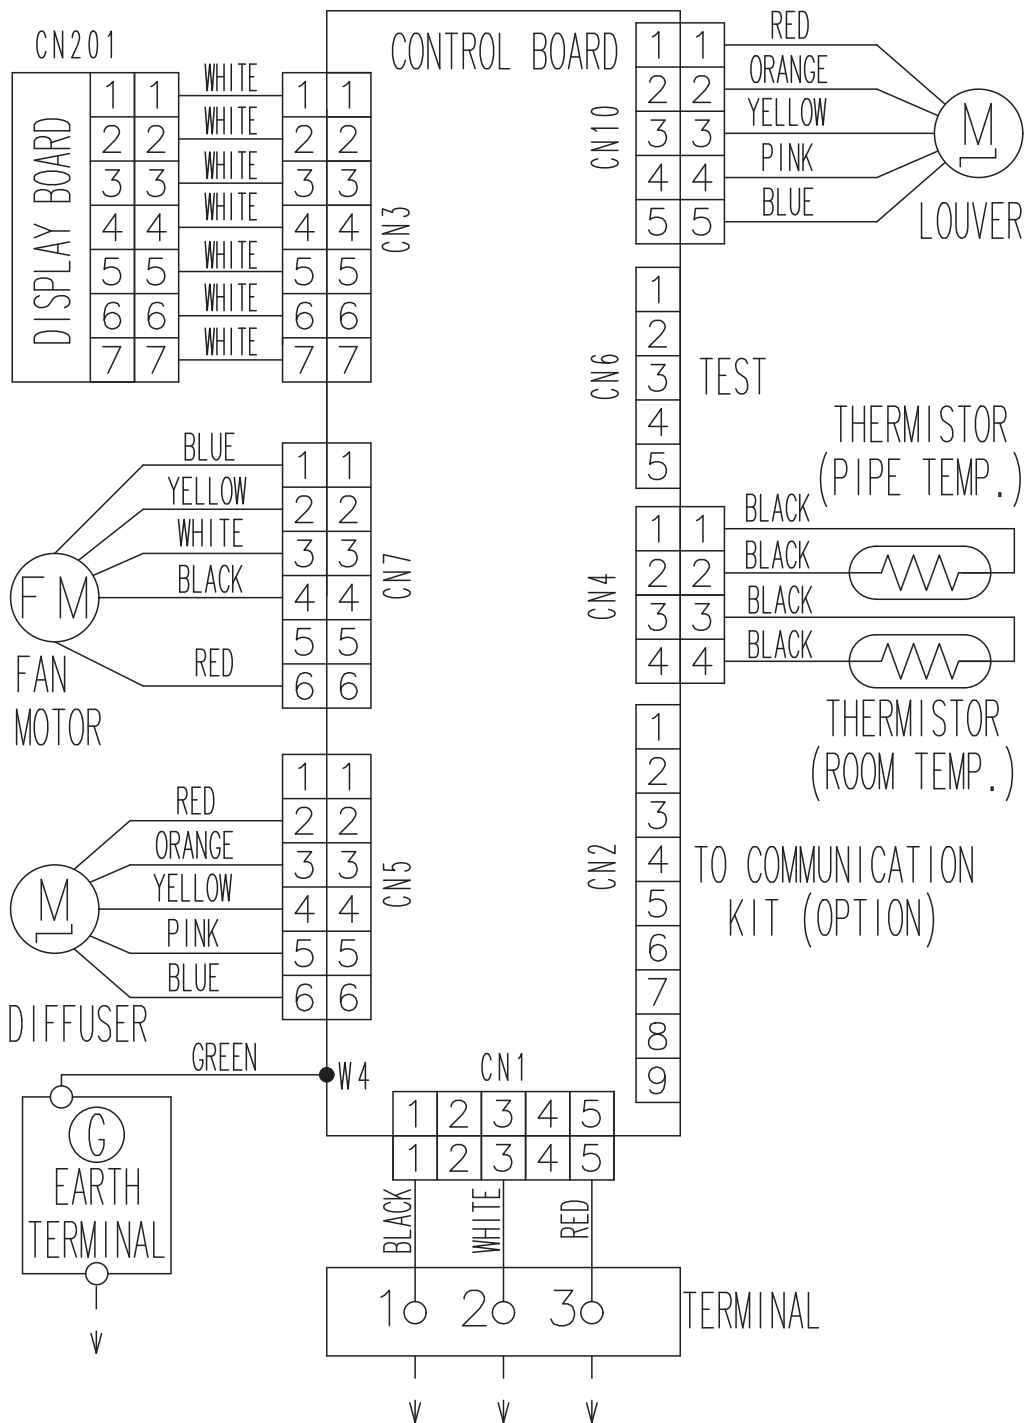 CN201
DISPLAY BOARD
1 1
2 2
3 3
4 4
5 5
6 6
7 7
WHITE
WHITE
WHITE
WHITE
WHITE
WHITE
WHITE
1 1
2 2
3 3
4 4
5 5
6 6
7 7
CN3
CONTROL BOARD
CN10
1 1
2 2
3 3
4 4
5 5
RED
ORANGE
YELLOW
PINK
BLUE
M
LOUVER
CN6
1
2
3
4
5
TEST
BLUE
YELLOW
WHITE
BLACK
RED
FM
FAN
MOTOR
1 1
2 2
3 3
4 4
5 5
6 6
CN7
CN4
1 1
2 2
3 3
4 4
BLACK
BLACK
BLACK
BLACK
THERMISTOR
(PIPE TEMP.)
THERMISTOR
(ROOM TEMP.)
RED
ORANGE
YELLOW
PINK
BLUE
M
DIFFUSER
1 1
2 2
3 3
4 4
5 5
6 6
CN5
CN2
1
2
3
4
5
6
7
8
9
TO COMMUNICATION
KIT (OPTION)
GREEN
W4
G
EARTH
TERMINAL
CN1
1 2 3 4 5
1 2 3 4 5
BLACK
WHITE
RED
1 2 3
TERMINAL